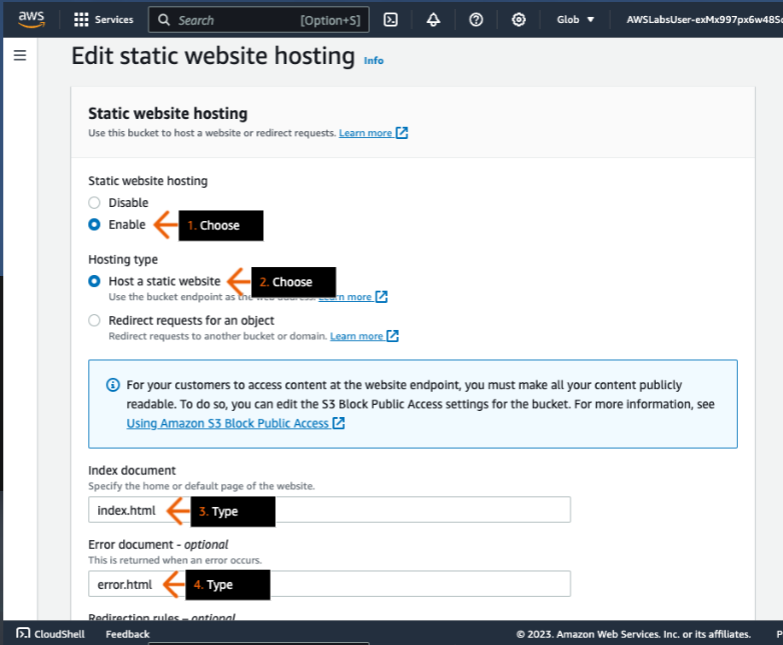 aws Services Search [Option+S] Glob AWSLabsUser-exMx997px6w485
Edit static website hosting Info
Static website hosting
Use this bucket to host a website or redirect requests. Learn more
Static website hosting
Disable
Enable 1. Choose
Hosting type
Host a static website 2. Choose
Use the bucket endpoint as the web address. Learn more
Redirect requests for an object
Redirect requests to another bucket or domain. Learn more
For your customers to access content at the website endpoint, you must make all your content publicly
readable. To do so, you can edit the S3 Block Public Access settings for the bucket. For more information, see
Using Amazon S3 Block Public Access
Index document
Specify the home or default page of the website.
index.html 3. Type
Error document - optional
This is returned when an error occurs.
error.html 4. Type
Redirection rules – optional
CloudShell Feedback © 2023, Amazon Web Services, Inc. or its affiliates. P